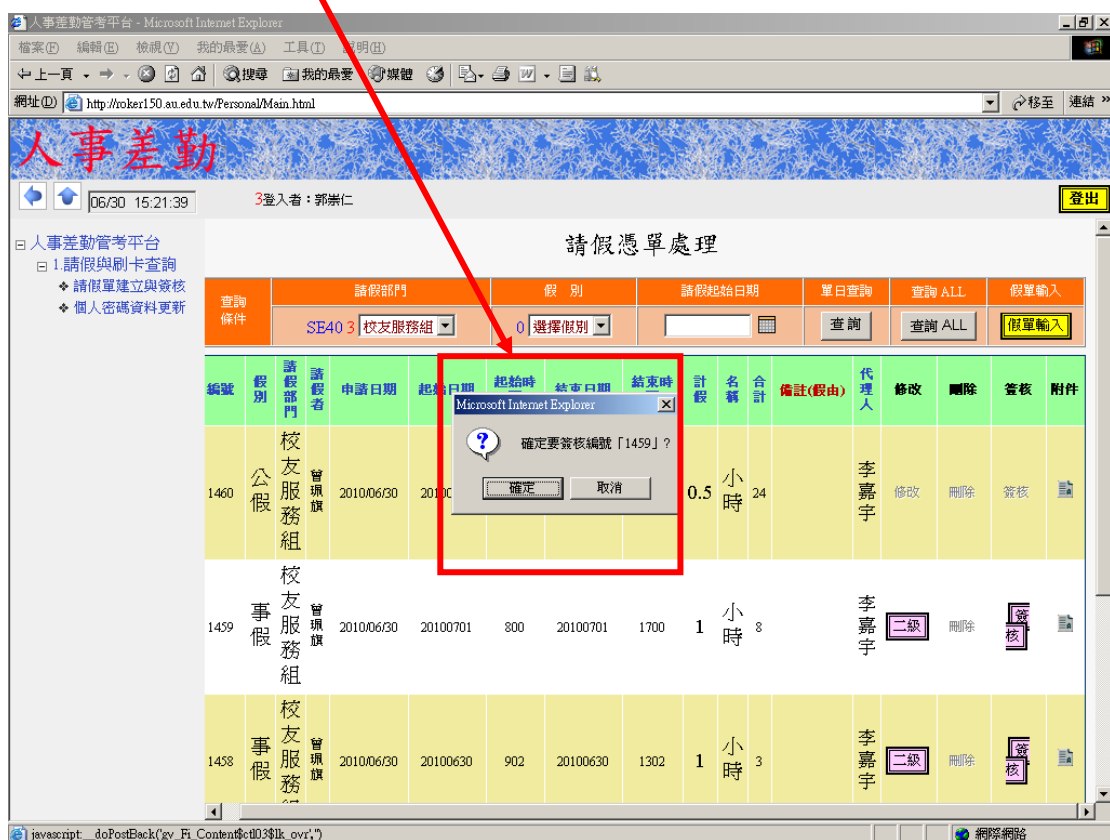 人事差勤管考平台 - Microsoft Internet Explorer
檔案(F) 編輯(E) 檢視(V) 我的最愛(A) 工具(T) 說明(H)
上一頁 搜尋 我的最愛 媒體
網址(D) http://roker150.au.edu.tw/Personal/Main.html 移至 連結 »
人事差勤
06/30 15:21:39 3登入者：郭崇仁 登出
人事差勤管考平台
1.請假與刷卡查詢
請假單建立與簽核
個人密碼資料更新
請假憑單處理
查詢條件 請假部門 假 別 請假起始日期 單日查詢 查詢 ALL 假單輸入
SE40 3 校友服務組 0 選擇假別 查 詢 查詢 ALL 假單輸入
編號 假別 請假部門 請假者 申請日期 起始日期 起始時 結束日期 結束時 計假 名稱 合計 備註(假由) 代理人 修改 刪除 簽核 附件
Microsoft Internet Explorer
確定要簽核編號「1459」?
確定 取消
1460 公假 校友服務組 曾珮旗 2010/06/30 0.5 小時 24 李嘉宇 修改 刪除 簽核
1459 事假 校友服務組 曾珮旗 2010/06/30 20100701 800 20100701 1700 1 小時 8 李嘉宇 二級 刪除 簽核
1458 事假 校友服務 曾珮旗 2010/06/30 20100630 902 20100630 1302 1 小時 3 李嘉宇 二級 刪除 簽核
javascript:__doPostBack('gv_Fi_Content$ctl03$lk_ovr','') 網際網路